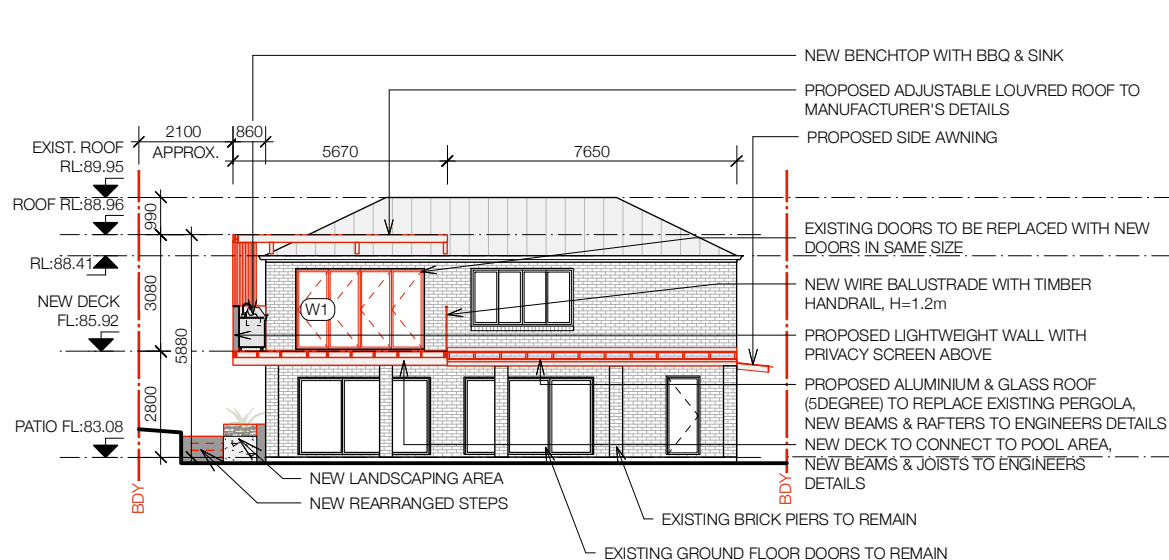 NEW BENCHTOP WITH BBQ & SINK
PROPOSED ADJUSTABLE LOUVRED ROOF TO
MANUFACTURER'S DETAILS
PROPOSED SIDE AWNING
2100
APPROX.
860
5670
7650
EXIST. ROOF
RL:89.95
ROOF RL:88.96
RL:88.41
NEW DECK
FL:85.92
PATIO FL:83.08
990
3080
5880
2800
W1
EXISTING DOORS TO BE REPLACED WITH NEW
DOORS IN SAME SIZE
NEW WIRE BALUSTRADE WITH TIMBER
HANDRAIL, H=1.2m
PROPOSED LIGHTWEIGHT WALL WITH
PRIVACY SCREEN ABOVE
PROPOSED ALUMINIUM & GLASS ROOF
(5DEGREE) TO REPLACE EXISTING PERGOLA,
NEW BEAMS & RAFTERS TO ENGINEERS DETAILS
NEW DECK TO CONNECT TO POOL AREA,
NEW BEAMS & JOISTS TO ENGINEERS
DETAILS
BDY
BDY
NEW LANDSCAPING AREA
NEW REARRANGED STEPS
EXISTING BRICK PIERS TO REMAIN
EXISTING GROUND FLOOR DOORS TO REMAIN